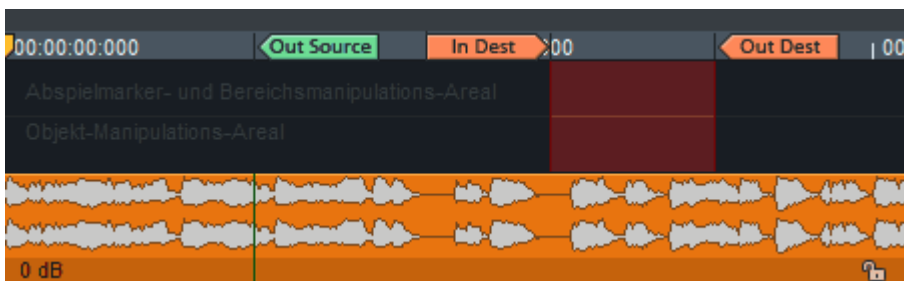 00:00:00:000 Out Source In Dest :00 Out Dest 00
Abspielmarker- und Bereichsmanipulations-Areal
Objekt-Manipulations-Areal
0 dB